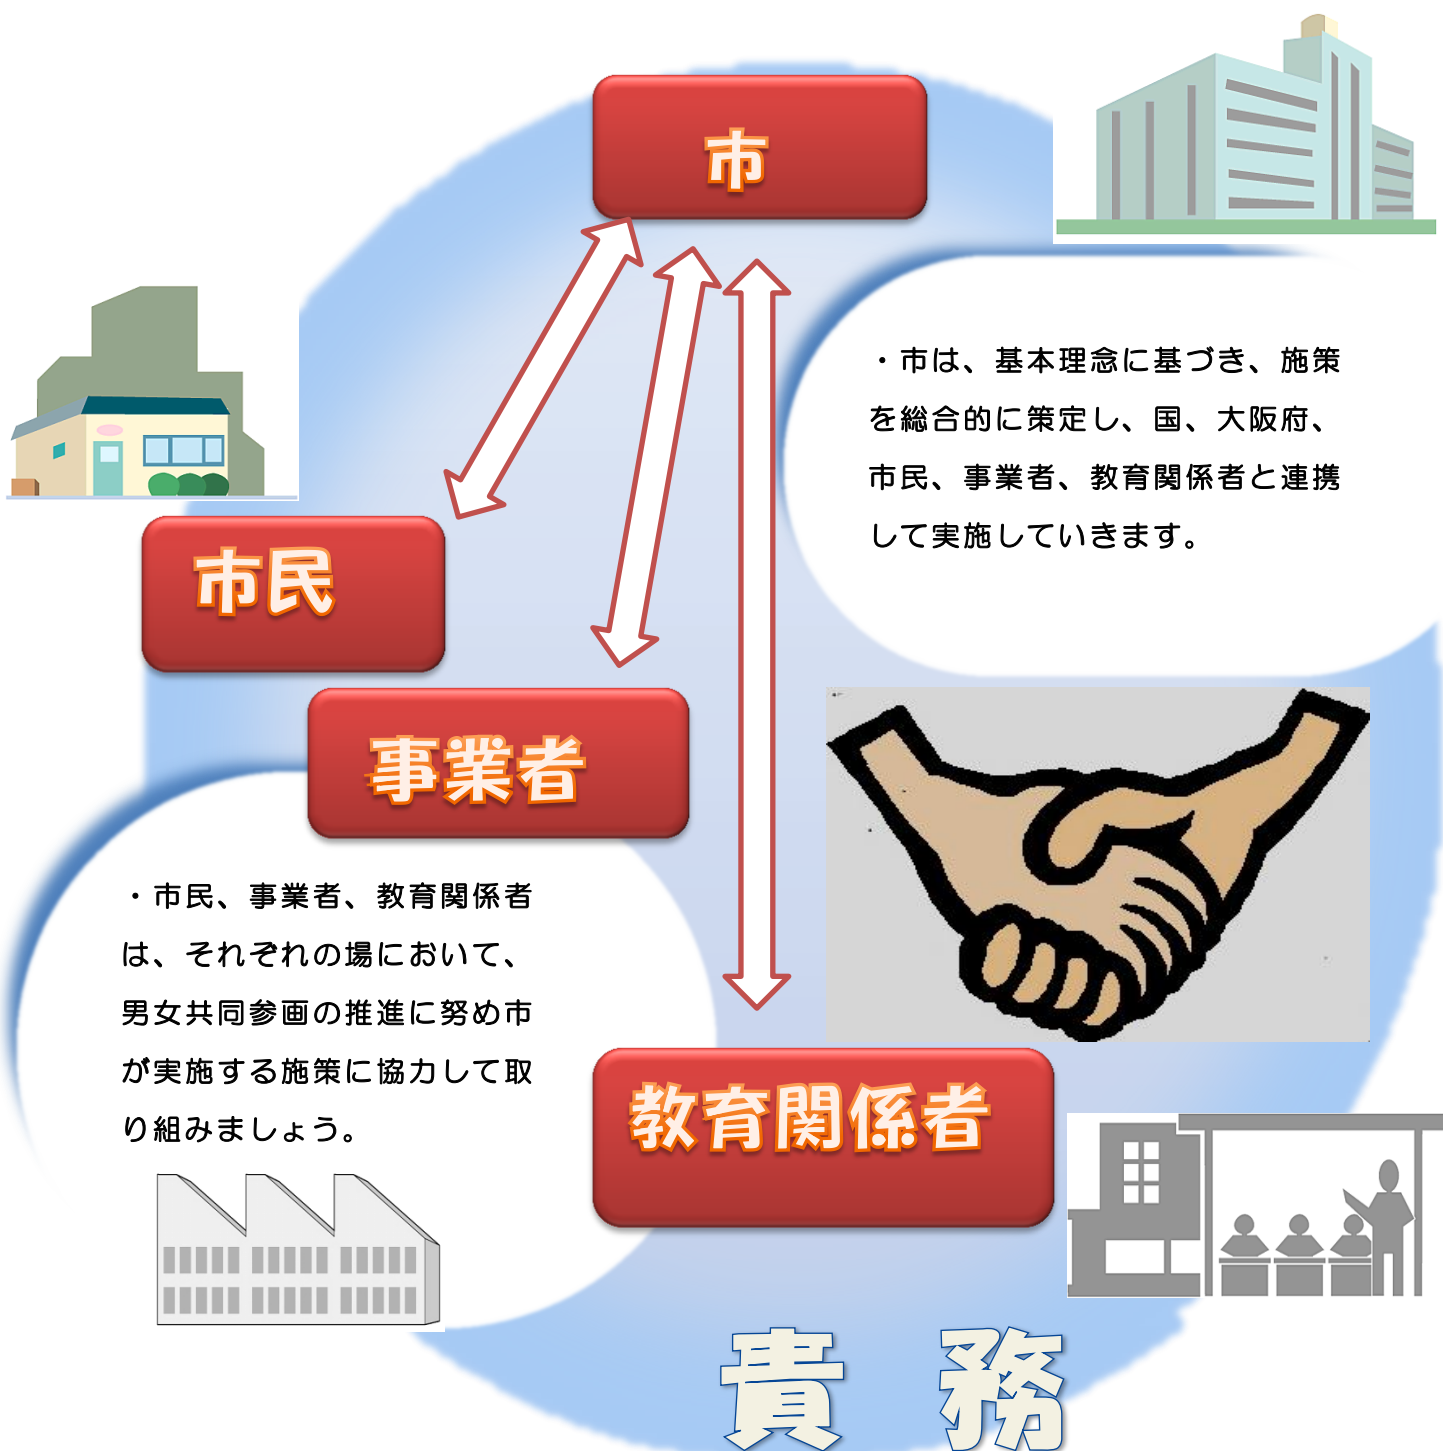 市
・市は、基本理念に基づき、施策
を総合的に策定し、国、大阪府、
市民、事業者、教育関係者と連携
して実施していきます。
市民
事業者
・市民、事業者、教育関係者
は、それぞれの場において、
男女共同参画の推進に努め市
が実施する施策に協力して取
り組みましょう。
教育関係者
責務